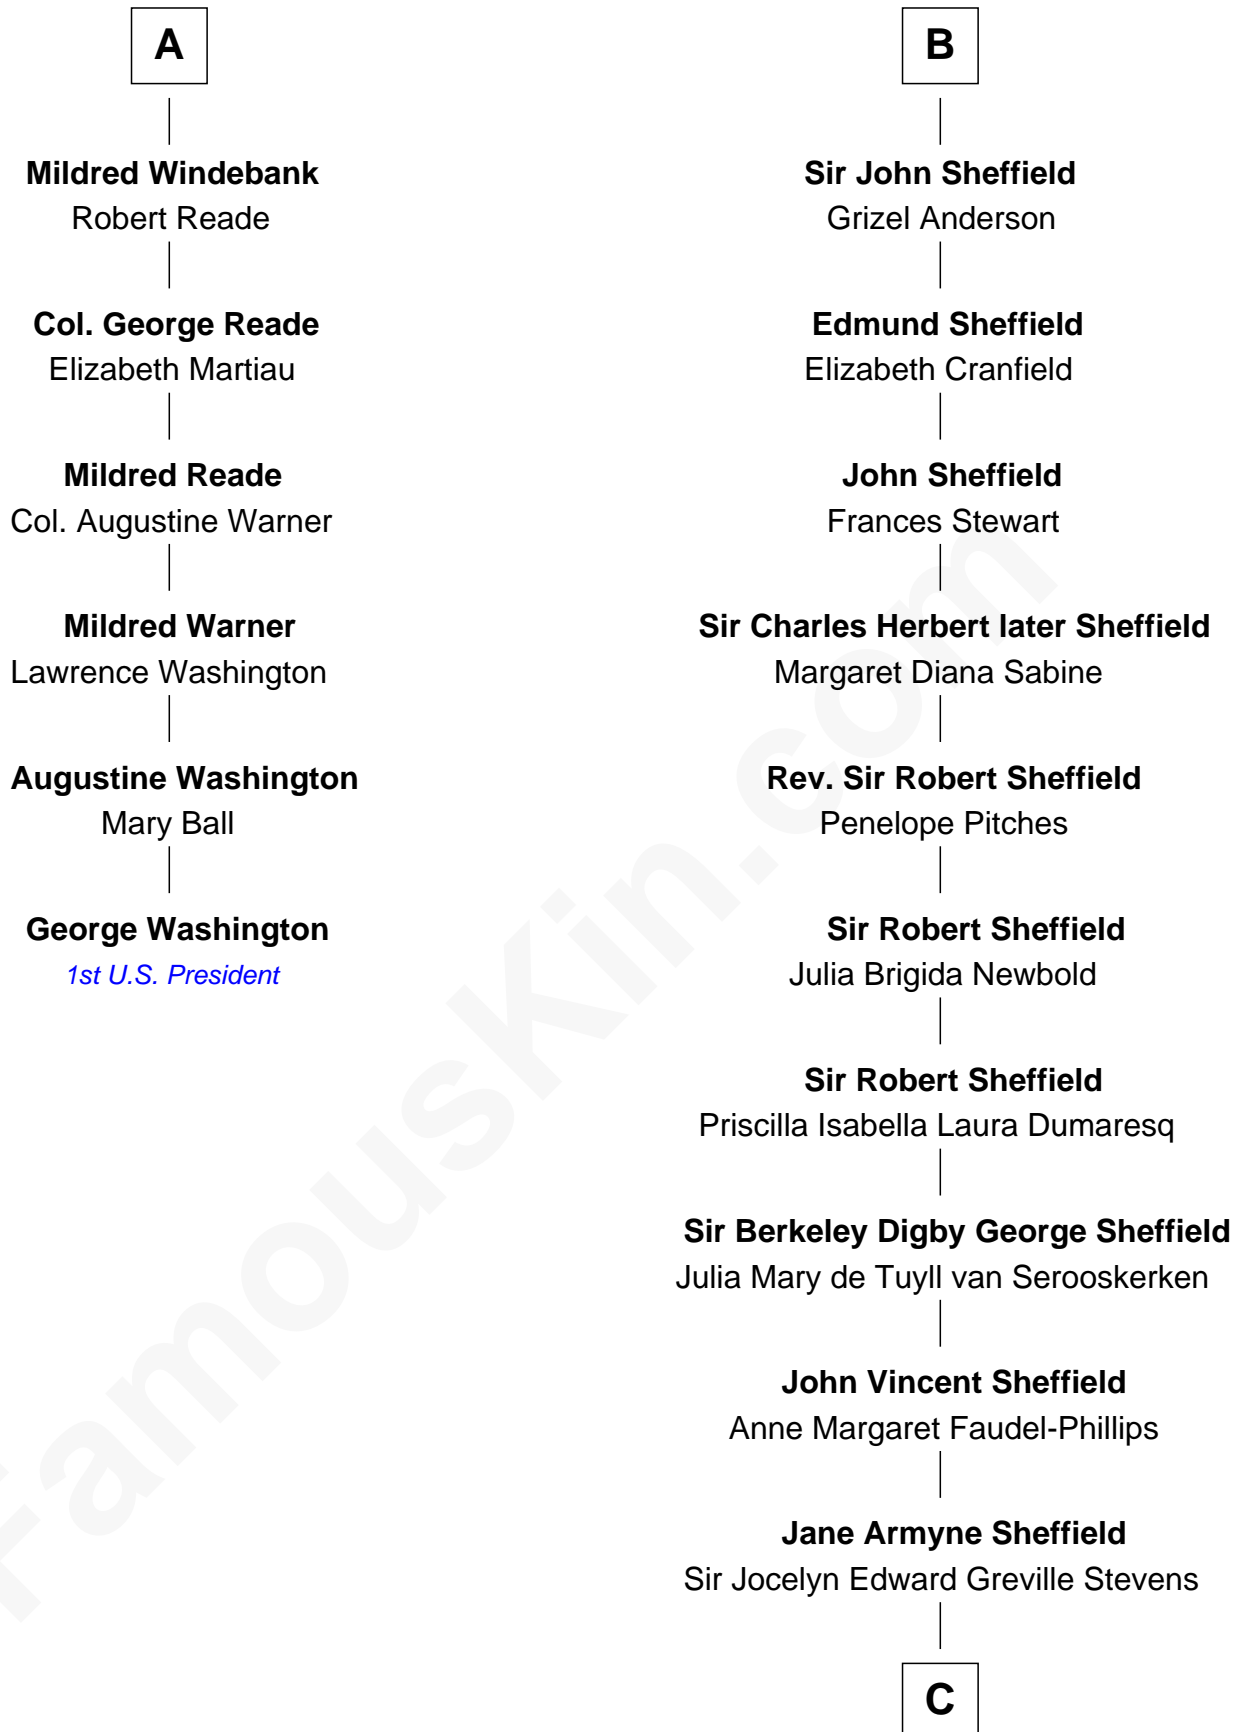 A
Mildred Windebank
Robert Reade
Col. George Reade
Elizabeth Martiau
Mildred Reade
Col. Augustine Warner
Mildred Warner
Lawrence Washington
Augustine Washington
Mary Ball
George Washington
1st U.S. President
B
Sir John Sheffield
Grizel Anderson
Edmund Sheffield
Elizabeth Cranfield
John Sheffield
Frances Stewart
Sir Charles Herbert later Sheffield
Margaret Diana Sabine
Rev. Sir Robert Sheffield
Penelope Pitches
Sir Robert Sheffield
Julia Brigida Newbold
Sir Robert Sheffield
Priscilla Isabella Laura Dumaresq
Sir Berkeley Digby George Sheffield
Julia Mary de Tuyll van Serooskerken
John Vincent Sheffield
Anne Margaret Faudel-Phillips
Jane Armyne Sheffield
Sir Jocelyn Edward Greville Stevens
C
FamousKin.com